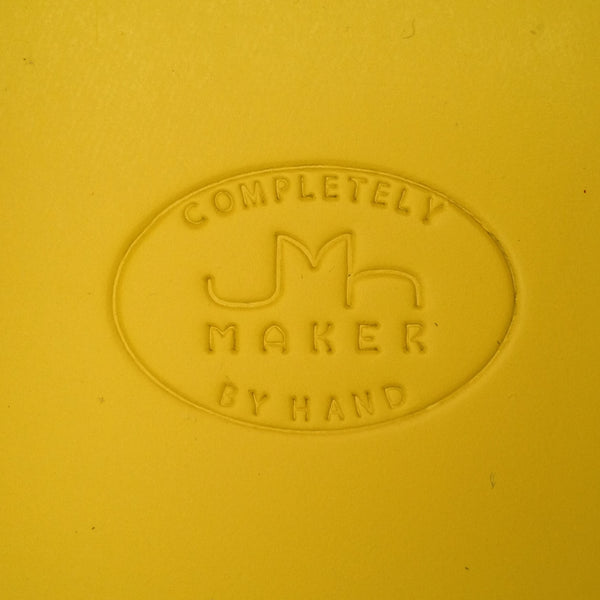 COMPLETELY
JMh
MAKER
BY HAND